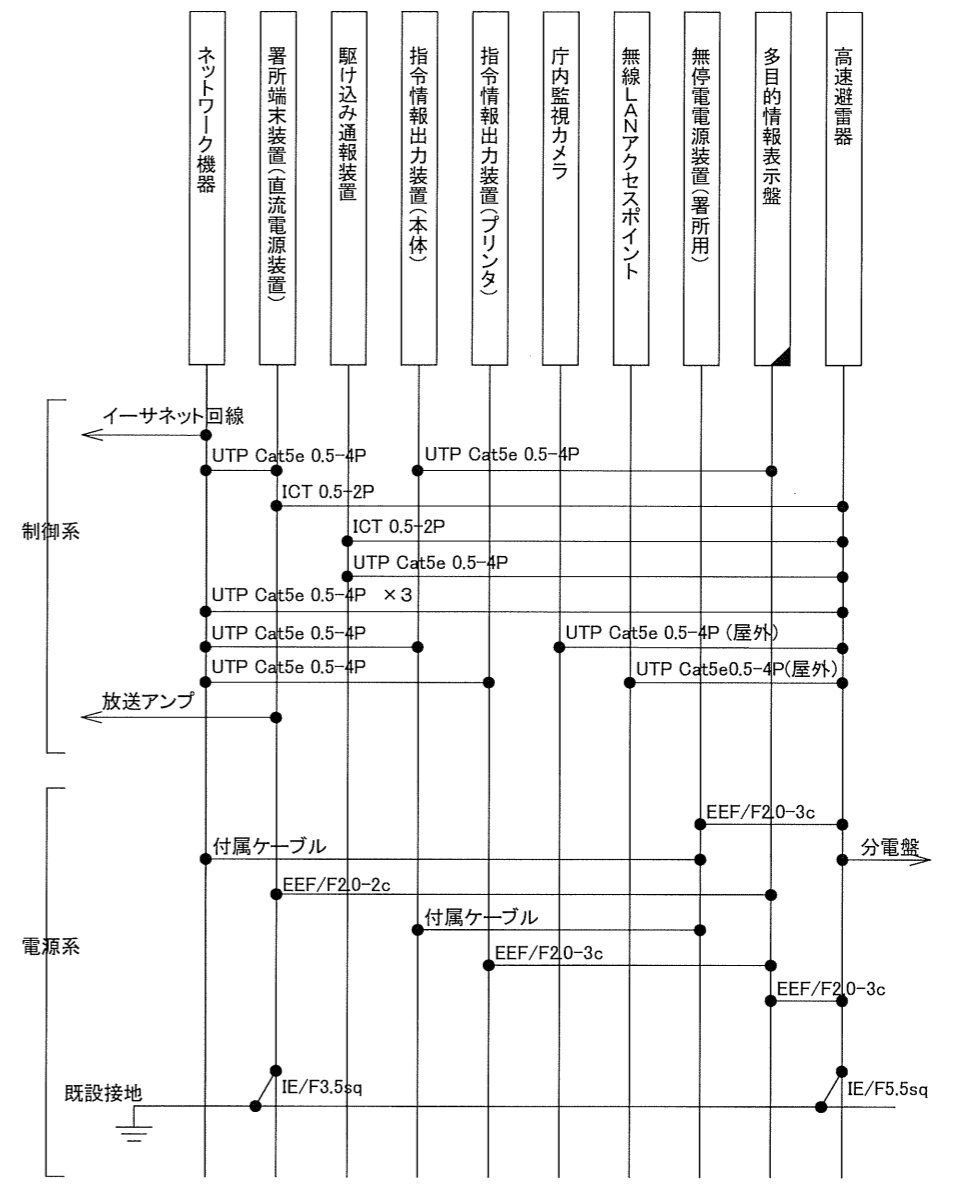 ネットワーク機器
署所端末装置(直流電源装置)
駆け込み通報装置
指令情報出力装置(本体)
指令情報出力装置(プリンタ)
庁内監視カメラ
無線LANアクセスポイント
無停電電源装置(署所用)
多目的情報表示盤
高速避雷器
制御系
イーサネット回線
UTP Cat5e 0.5-4P
UTP Cat5e 0.5-4P
ICT 0.5-2P
ICT 0.5-2P
UTP Cat5e 0.5-4P
UTP Cat5e 0.5-4P ×3
UTP Cat5e 0.5-4P
UTP Cat5e 0.5-4P (屋外)
UTP Cat5e 0.5-4P
UTP Cat5e0.5-4P(屋外)
放送アンプ
電源系
EEF/F2.0-3c
付属ケーブル
分電盤
EEF/F2.0-2c
付属ケーブル
EEF/F2.0-3c
EEF/F2.0-3c
既設接地
IE/F3.5sq
IE/F5.5sq